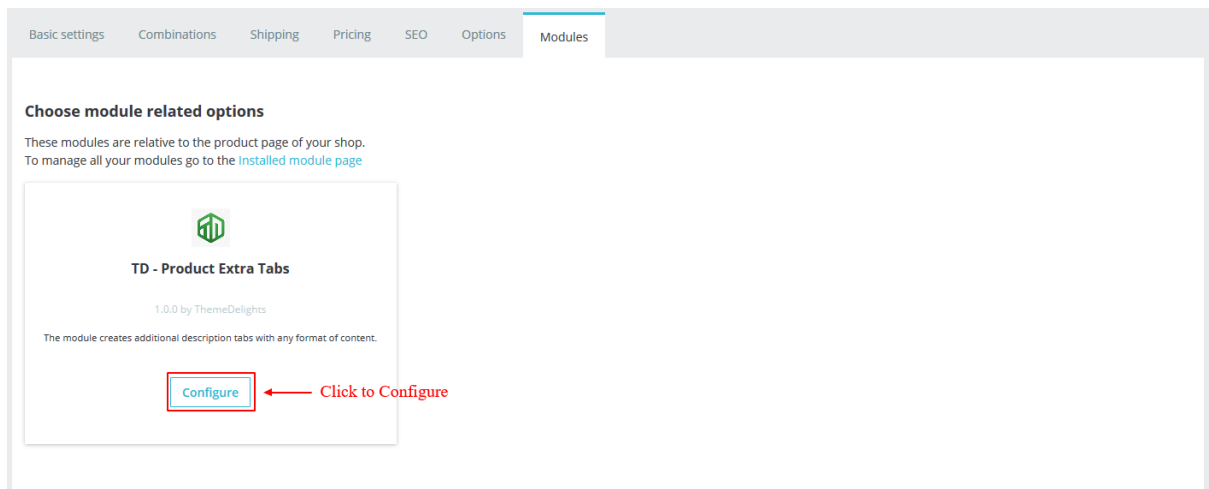 Basic settings Combinations Shipping Pricing SEO Options Modules
Choose module related options
These modules are relative to the product page of your shop.
To manage all your modules go to the Installed module page
TD - Product Extra Tabs
1.0.0 by ThemeDelights
The module creates additional description tabs with any format of content.
Configure Click to Configure